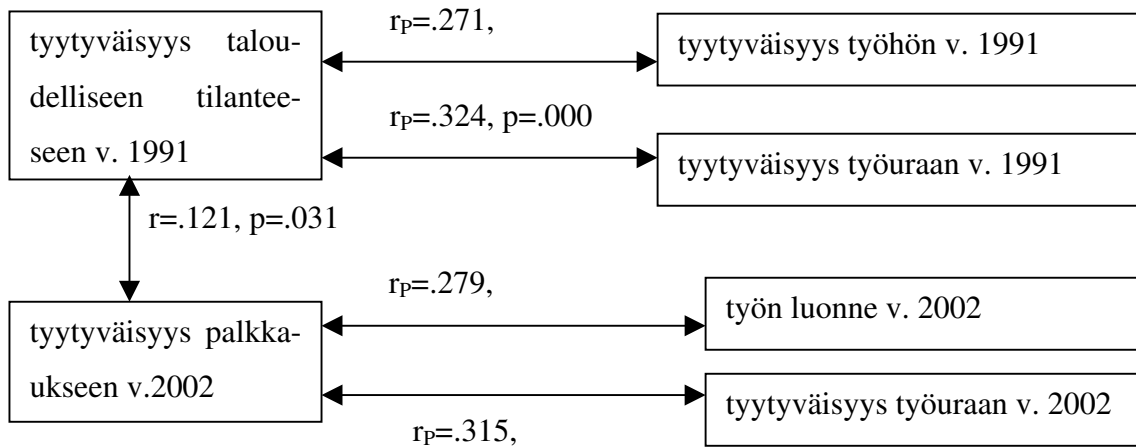 tyytyväisyys talou-
delliseen tilantee-
seen v. 1991
rP=.271,
tyytyväisyys työhön v. 1991
rP=.324, p=.000
tyytyväisyys työuraan v. 1991
r=.121, p=.031
tyytyväisyys palkka-
ukseen v.2002
rP=.279,
työn luonne v. 2002
tyytyväisyys työuraan v. 2002
rP=.315,